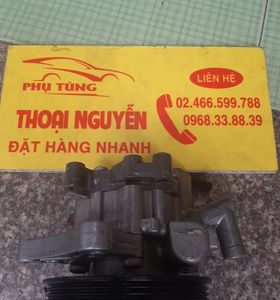 PHỤ TÙNG
THOẠI NGUYỄN
ĐẶT HÀNG NHANH
LIÊN HỆ
02.466.599.788
0968.33.88.39